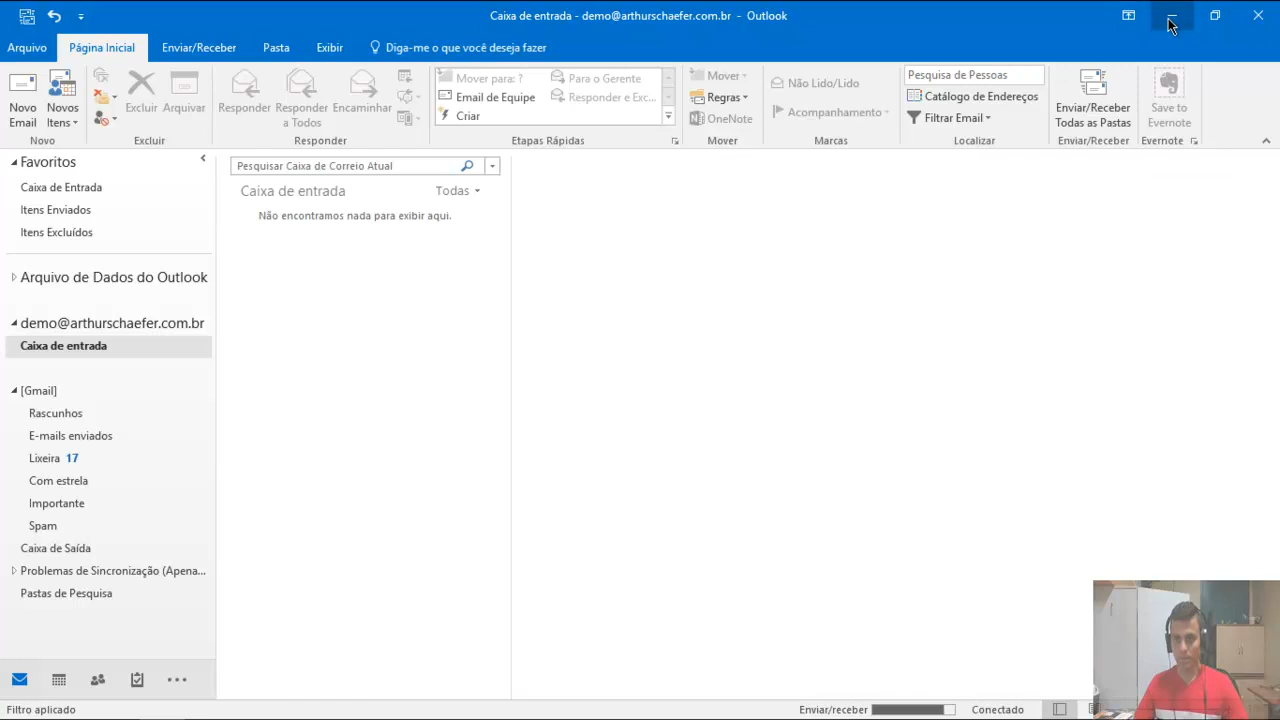 Caixa de entrada - demo@arthurschaefer.com.br - Outlook
Arquivo
Página Inicial
Enviar/Receber
Pasta
Exibir
Diga-me o que você deseja fazer
Novo Email
Novos Itens
Novo
Excluir
Arquivar
Excluir
Responder
Responder a Todos
Encaminhar
Responder
Mover para: ?
Email de Equipe
Criar
Para o Gerente
Responder e Exc...
Etapas Rápidas
Mover
Regras
OneNote
Mover
Não Lido/Lido
Acompanhamento
Marcas
Pesquisa de Pessoas
Catálogo de Endereços
Filtrar Email
Localizar
Enviar/Receber Todas as Pastas
Enviar/Receber
Save to Evernote
Evernote
Favoritos
Caixa de Entrada
Itens Enviados
Itens Excluídos
Arquivo de Dados do Outlook
demo@arthurschaefer.com.br
Caixa de entrada
[Gmail]
Rascunhos
E-mails enviados
Lixeira 17
Com estrela
Importante
Spam
Caixa de Saída
Problemas de Sincronização (Apena...
Pastas de Pesquisa
Pesquisar Caixa de Correio Atual
Caixa de entrada
Todas
Não encontramos nada para exibir aqui.
Filtro aplicado
Enviar/receber
Conectado